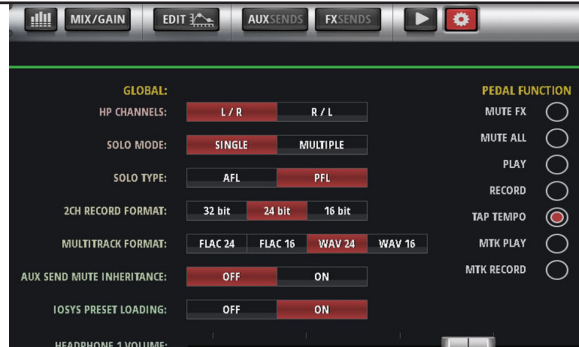 MIX/GAIN EDIT AUXSENDS FXSENDS
GLOBAL:
HP CHANNELS: L / R R / L
SOLO MODE: SINGLE MULTIPLE
SOLO TYPE: AFL PFL
2CH RECORD FORMAT: 32 bit 24 bit 16 bit
MULTITRACK FORMAT: FLAC 24 FLAC 16 WAV 24 WAV 16
AUX SEND MUTE INHERITANCE: OFF ON
IOSYS PRESET LOADING: OFF ON
HEADPHONE 1 VOLUME:
PEDAL FUNCTION
MUTE FX
MUTE ALL
PLAY
RECORD
TAP TEMPO
MTK PLAY
MTK RECORD